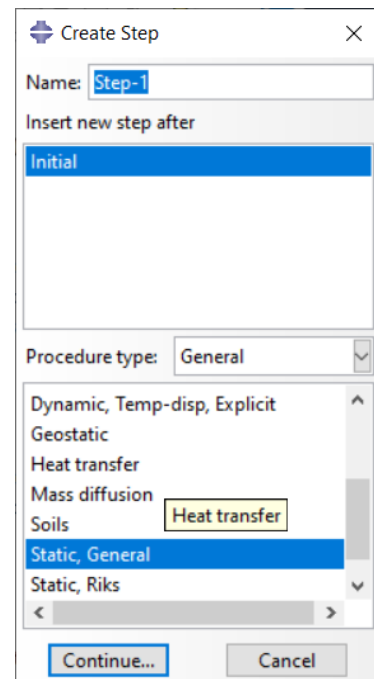 Create Step
Name: Step-1
Insert new step after
Initial
Procedure type: General
Dynamic, Temp-disp, Explicit
Geostatic
Heat transfer
Mass diffusion
Heat transfer
Soils
Static, General
Static, Riks
Continue... Cancel